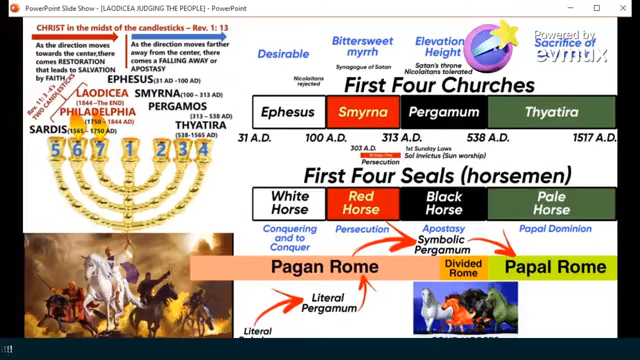 PowerPoint Slide Show - [LAODICEA JUDGING THE PEOPLE] - PowerPoint
CHRIST in the midst of the candlesticks - Rev. 1: 13
As the direction moves
towards the center,there
comes RESTORATION
that leads to SALVATION
by FAITH
As the direction moves farther
away from the center, there
comes a FALLING AWAY or
APOSTASY
Rev. 11: 3-4's
TWO CANDLESTICKS
EPHESUS (31 AD -100 AD)
LAODICEA
(1844 -The END)
SMYRNA (100 - 313 AD)
PHILADELPHIA
(1750 - 1844 AD)
PERGAMOS
(313 - 538 AD)
SARDIS (1565 - 1750 AD)
THYATIRA
(538-1565 AD)
5 6 7 1 2 3 4
Desirable
Bittersweet
myrrh
Elevation
Height
Sacrifice of
Powered by
evmux
Nicolaitans
rejected
Synagogue of Satan
Satan's throne
Nicolaitans tolerated
First Four Churches
Ephesus Smyrna Pergamum Thyatira
31 A.D. 100 A.D. 313 A.D. 538 A.D. 1517 A.D.
303 A.D.
Persecution
1st Sunday Laws
Sol Invictus (Sun worship)
First Four Seals (horsemen)
White
Horse
Red
Horse
Black
Horse
Pale
Horse
Conquering
and to
Conquer
Persecution
Apostasy
Papal Dominion
Symbolic
Pergamum
Pagan Rome
Divided
Rome
Papal Rome
Literal
Pergamum
Literal